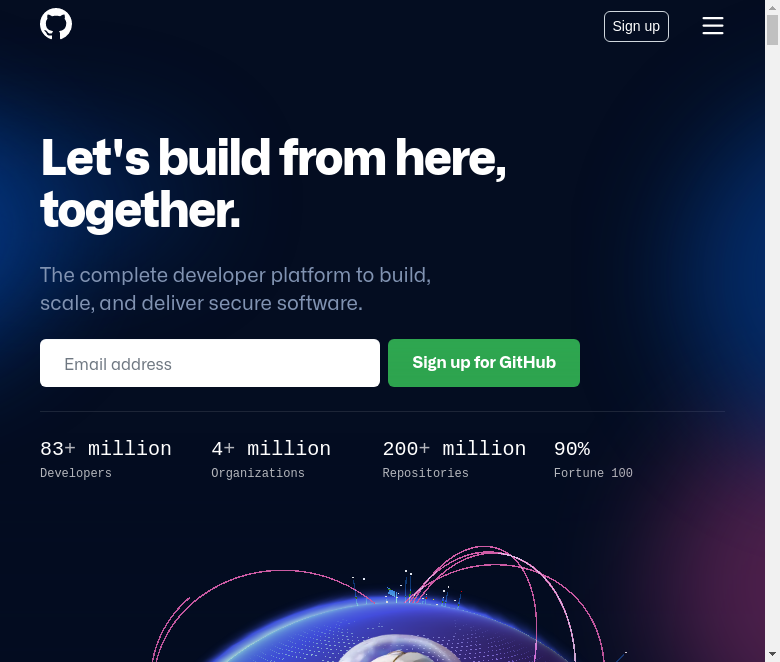 Sign up
Let's build from here,
together.
The complete developer platform to build,
scale, and deliver secure software.
Email address
Sign up for GitHub
83+ million
Developers
4+ million
Organizations
200+ million
Repositories
90%
Fortune 100